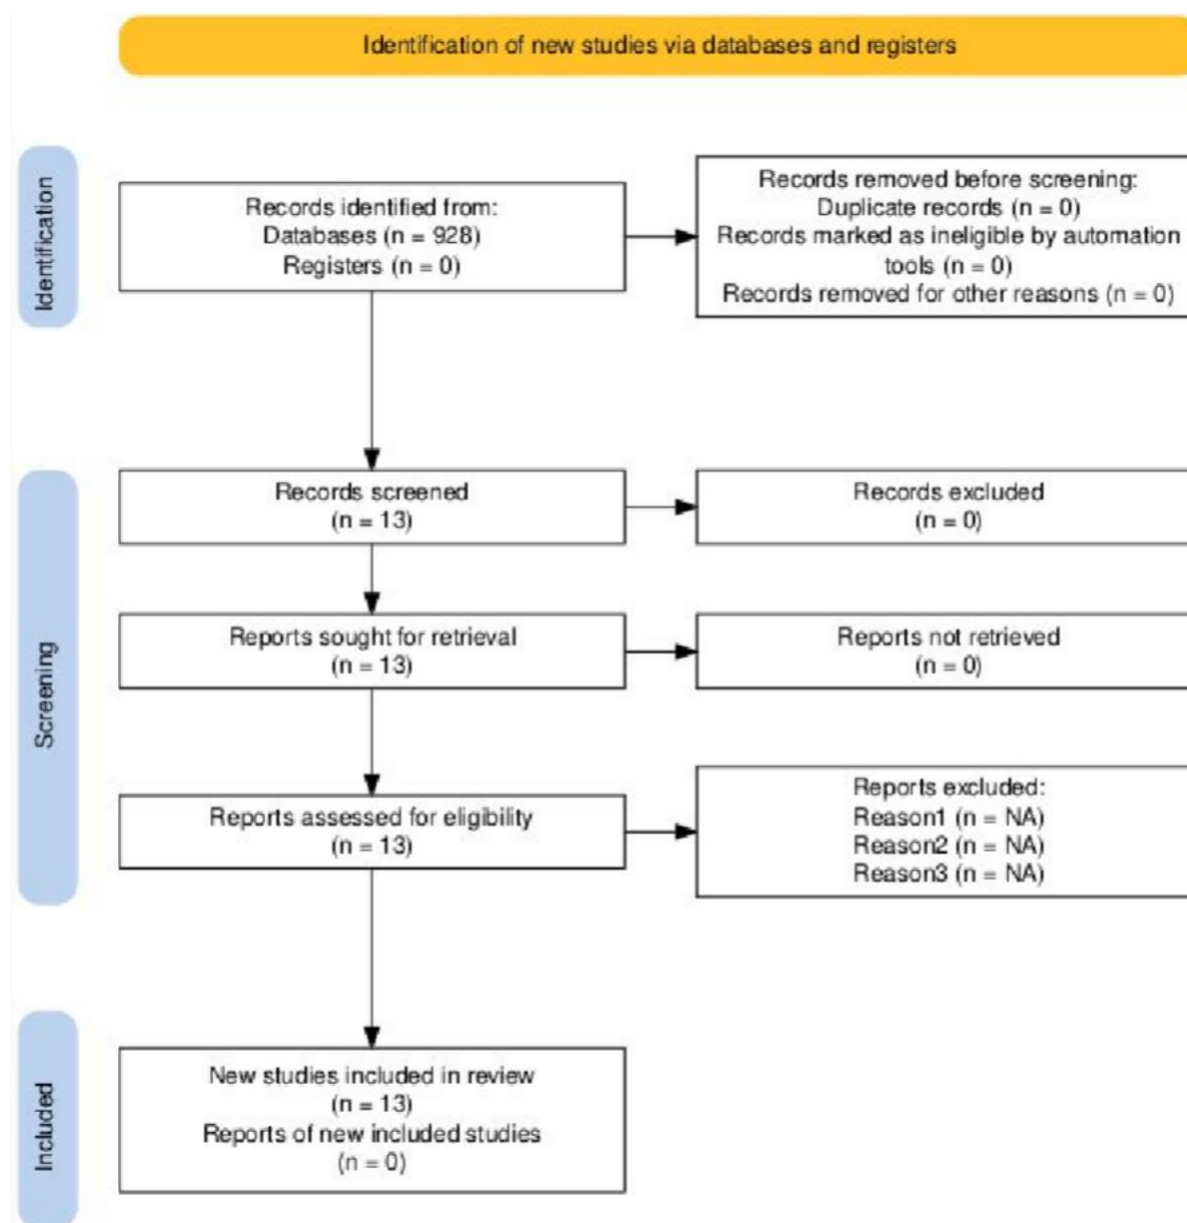 Identification of new studies via databases and registers
Identification
Records identified from:
Databases (n = 928)
Registers (n = 0)
Records removed before screening:
Duplicate records (n = 0)
Records marked as ineligible by automation
tools (n = 0)
Records removed for other reasons (n = 0)
Screening
Records screened
(n = 13)
Records excluded
(n = 0)
Reports sought for retrieval
(n = 13)
Reports not retrieved
(n = 0)
Reports assessed for eligibility
(n = 13)
Reports excluded:
Reason1 (n = NA)
Reason2 (n = NA)
Reason3 (n = NA)
Included
New studies included in review
(n = 13)
Reports of new included studies
(n = 0)